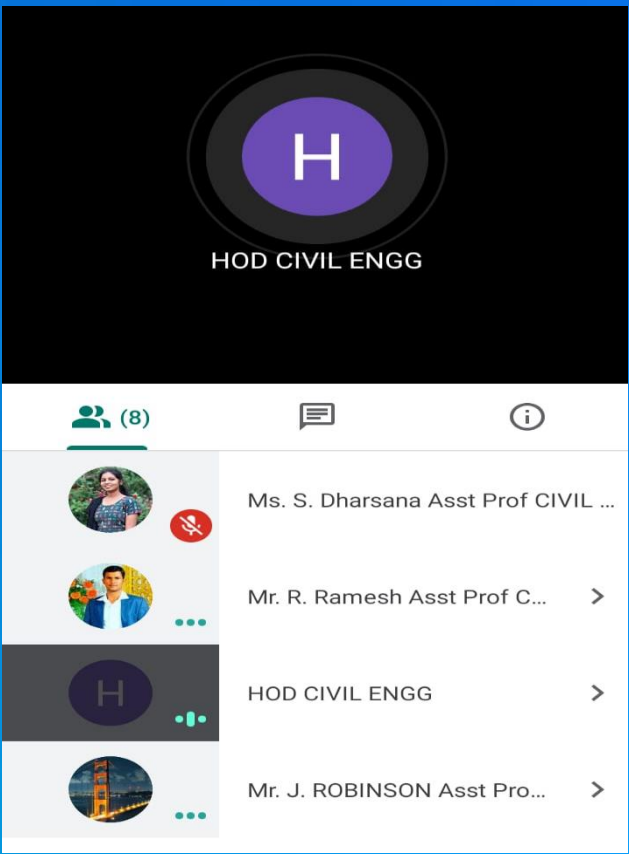 H
HOD CIVIL ENGG
(8)
Ms. S. Dharsana Asst Prof CIVIL ...
Mr. R. Ramesh Asst Prof C...
H
HOD CIVIL ENGG
Mr. J. ROBINSON Asst Pro...